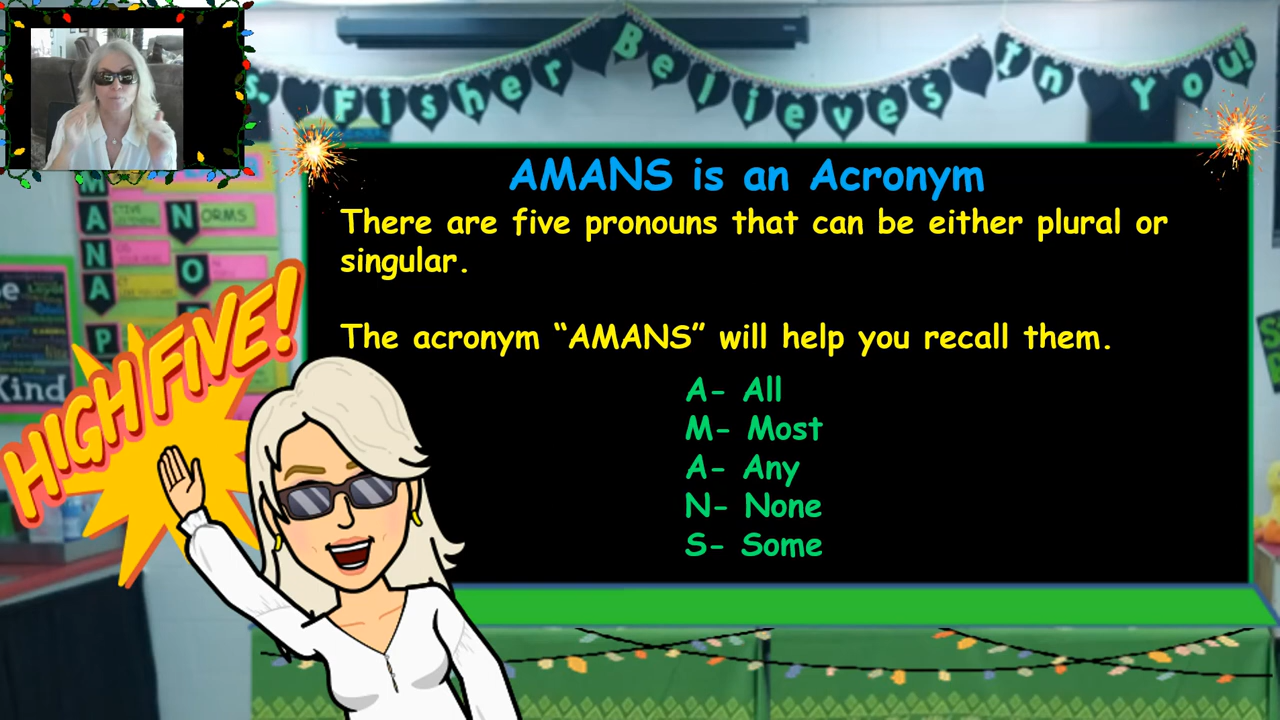 s. Fisher Believes In You!
AMANS is an Acronym
There are five pronouns that can be either plural or
singular.
The acronym “AMANS” will help you recall them.
A- All
M- Most
A- Any
N- None
S- Some
HIGH FIVE!
M
A
N
A
P
N ORMS
O
Kind